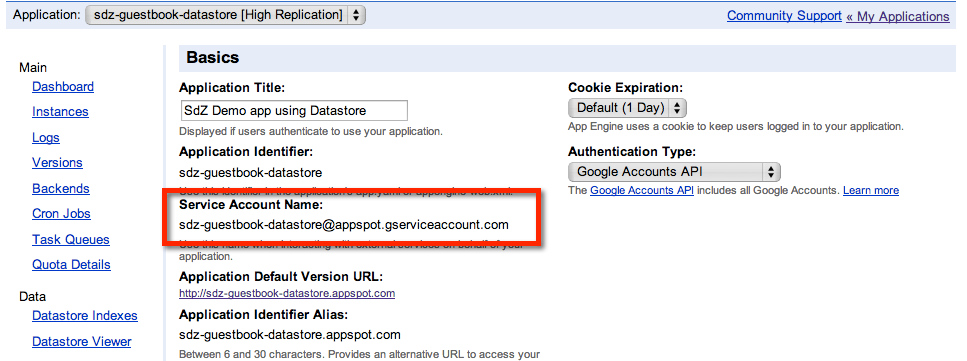 Application: sdz-guestbook-datastore [High Replication] Community Support « My Applications
Main
Dashboard
Instances
Logs
Versions
Backends
Cron Jobs
Task Queues
Quota Details
Data
Datastore Indexes
Datastore Viewer
Basics
Application Title:
SdZ Demo app using Datastore
Displayed if users authenticate to use your application.
Application Identifier:
sdz-guestbook-datastore
Use this identifier in the application's app.yaml or appengine-web.xml.
Service Account Name:
sdz-guestbook-datastore@appspot.gserviceaccount.com
Use this name when interacting with external services on behalf of your
application.
Application Default Version URL:
http://sdz-guestbook-datastore.appspot.com
Application Identifier Alias:
sdz-guestbook-datastore.appspot.com
Between 6 and 30 characters. Provides an alternative URL to access your
Cookie Expiration:
Default (1 Day)
App Engine uses a cookie to keep users logged in to your application.
Authentication Type:
Google Accounts API
The Google Accounts API includes all Google Accounts. Learn more